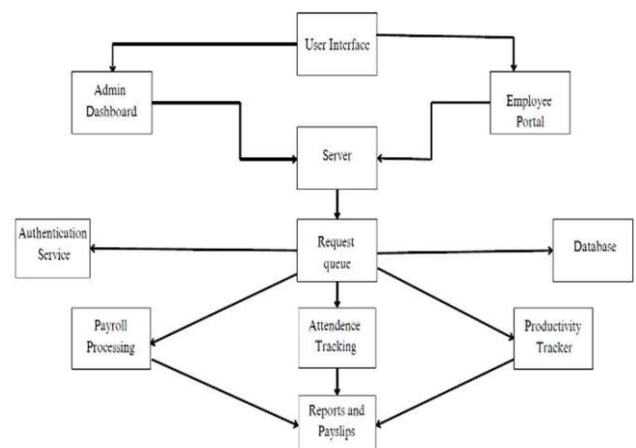 User Interface
Admin
Dashboard
Employee
Portal
Server
Authentication
Service
Request
queue
Database
Payroll
Processing
Attendence
Tracking
Productivity
Tracker
Reports and
Payslips